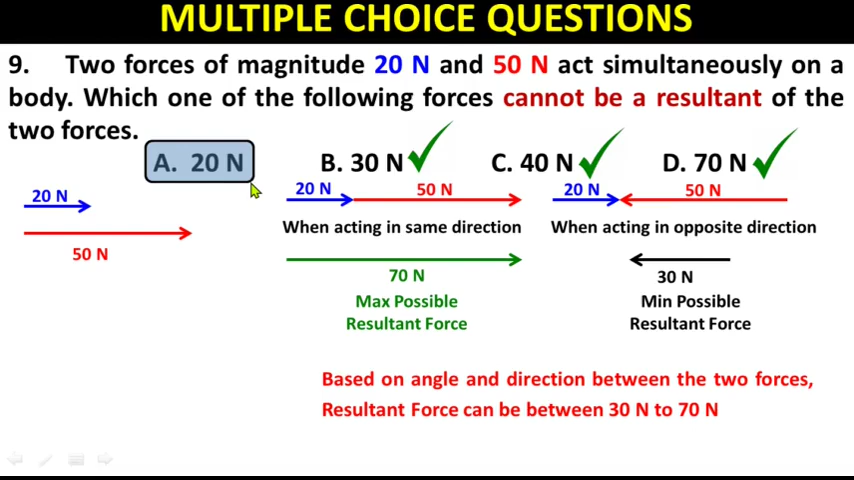 MULTIPLE CHOICE QUESTIONS
9. Two forces of magnitude 20 N and 50 N act simultaneously on a
body. Which one of the following forces cannot be a resultant of the
two forces.
A. 20 N B. 30 N C. 40 N D. 70 N
20 N
50 N
20 N 50 N
When acting in same direction
70 N
Max Possible
Resultant Force
20 N 50 N
When acting in opposite direction
30 N
Min Possible
Resultant Force
Based on angle and direction between the two forces,
Resultant Force can be between 30 N to 70 N